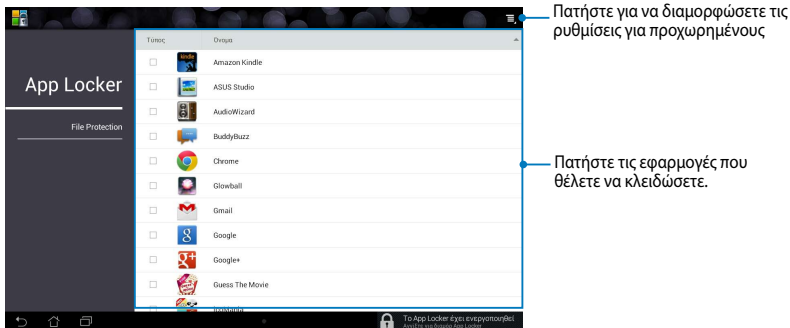 Πατήστε για να διαμορφώσετε τις
ρυθμίσεις για προχωρημένους
Τύπος Όνομα
Amazon Kindle
App Locker
ASUS Studio
AudioWizard
File Protection
BuddyBuzz
Chrome
Πατήστε τις εφαρμογές που
θέλετε να κλειδώσετε.
Glowball
Gmail
Google
Google+
Guess The Movie
Το App Locker έχει ενεργοποιηθεί